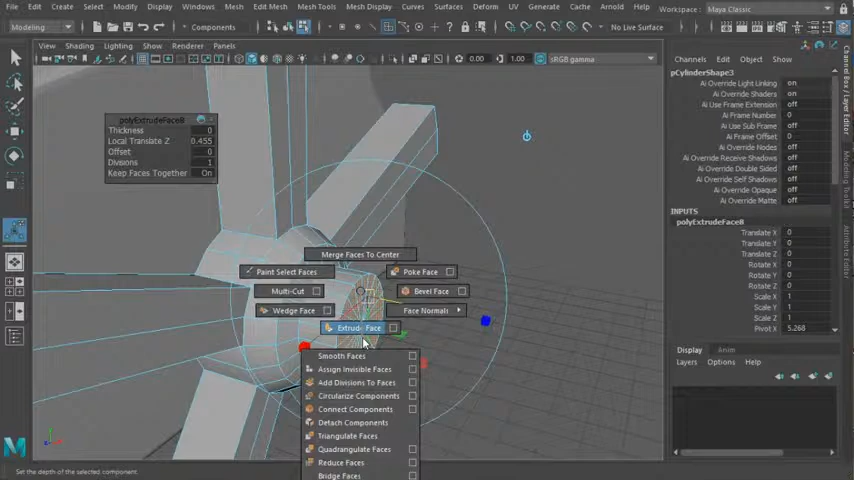 File Edit Create Select Modify Display Windows Mesh Edit Mesh Mesh Tools Mesh Display Curves Surfaces Deform UV Generate Cache Arnold Help
Workspace : Maya Classic
Modeling Components No Live Surface
View Shading Lighting Show Renderer Panels
0.00 1.00 sRGB gamma
Channels Edit Object Show
pCylinderShape3
Ai Override Light Linking on
Ai Override Shaders on
Ai Use Frame Extension off
Ai Frame Number 0
Ai Use Sub Frame off
Ai Frame Offset 0
Ai Override Nodes off
Ai Override Receive Shadows off
Ai Override Double Sided off
Ai Override Self Shadows off
Ai Override Opaque off
Ai Override Matte off
INPUTS
polyExtrudeFace8
Translate X 0
Translate Y 0
Translate Z 0
Rotate X 0
Rotate Y 0
Rotate Z 0
Scale X 1
Scale Y 1
Scale Z 1
Pivot X 5.268
Display Anim
Layers Options Help
Channel Box / Layer Editor
Modeling Toolkit
Attribute Editor
polyExtrudeFace8
Thickness 0
Local Translate Z 0.455
Offset 0
Divisions 1
Keep Faces Together On
Merge Faces To Center
Paint Select Faces
Poke Face
Multi-Cut
Bevel Face
Wedge Face
Face Normals
Extrude Face
Smooth Faces
Assign Invisible Faces
Add Divisions To Faces
Circularize Components
Connect Components
Detach Components
Triangulate Faces
Quadrangulate Faces
Reduce Faces
Bridge Faces
Set the depth of the selected component.